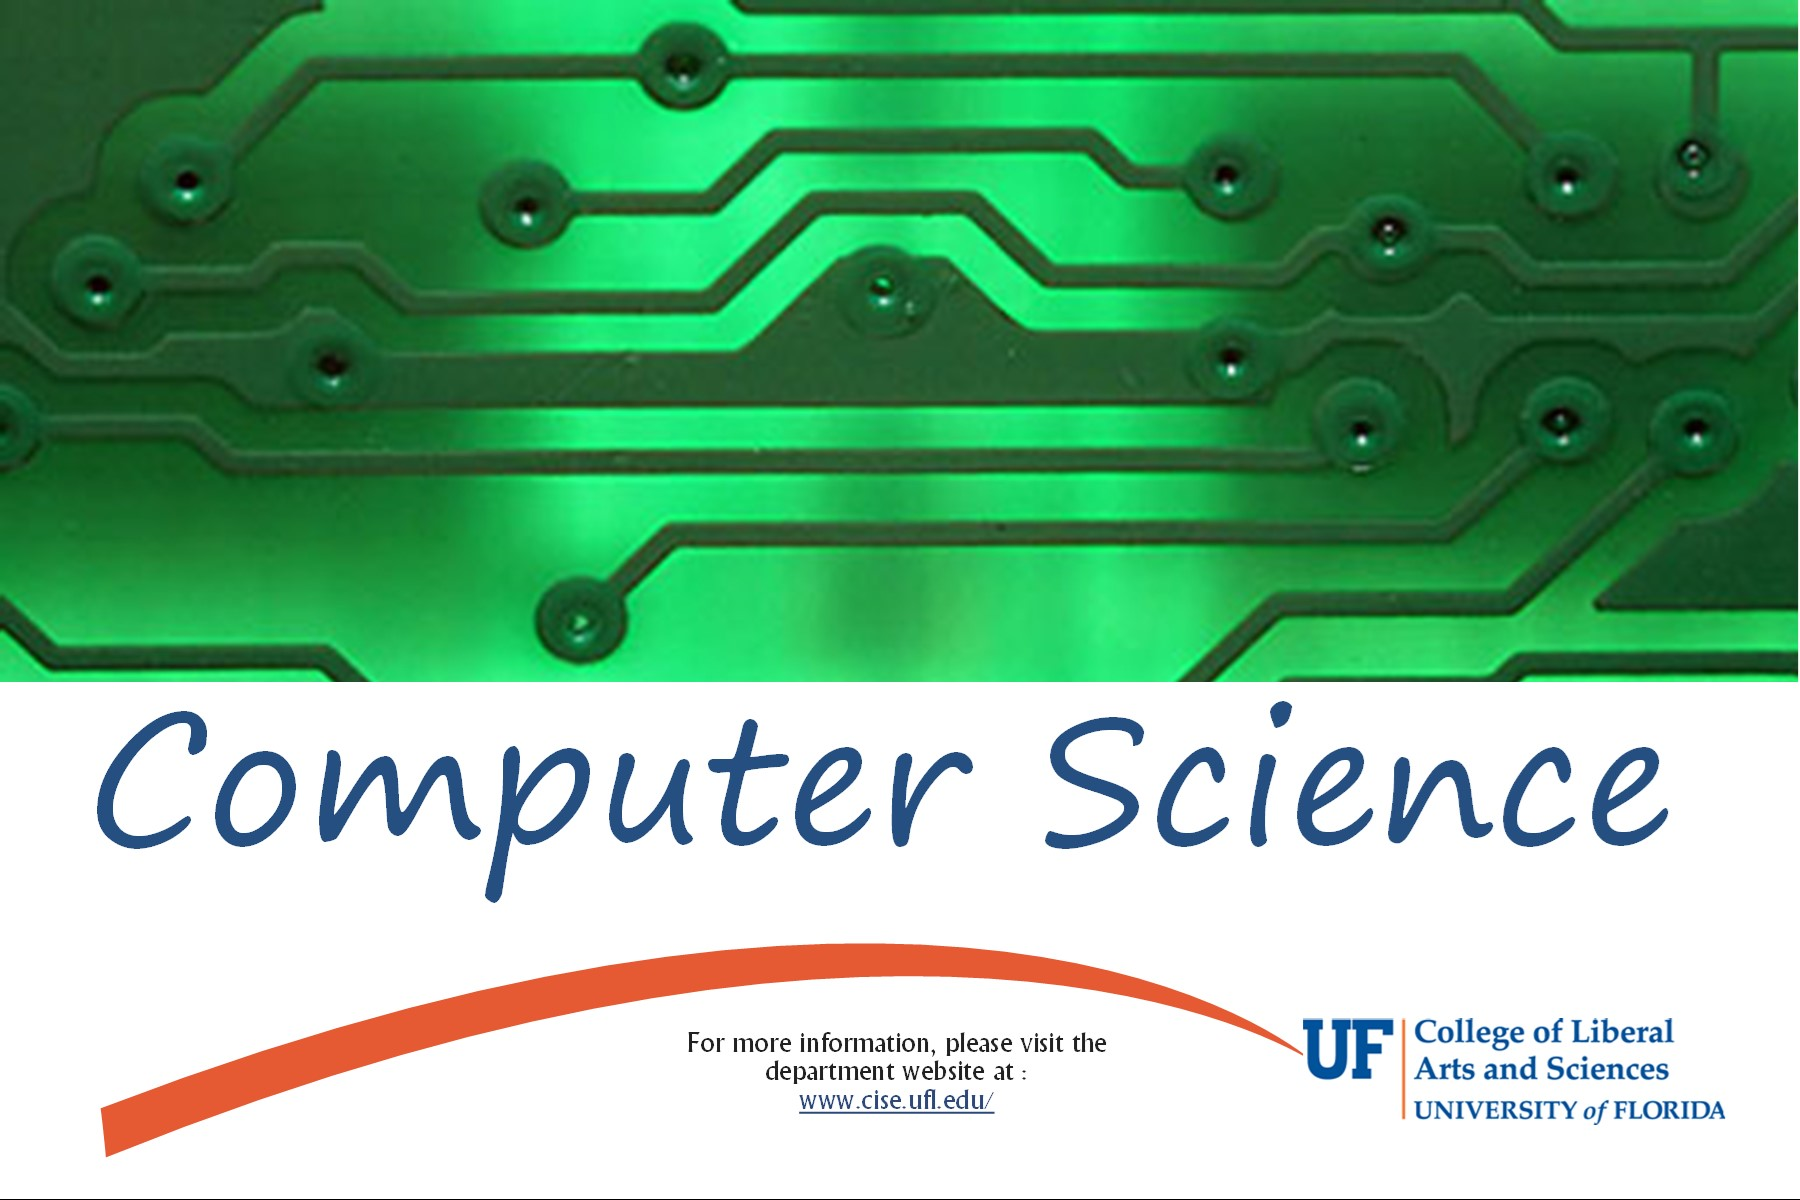 Computer Science
For more information, please visit the
department website at :
www.cise.ufl.edu/
UF
College of Liberal
Arts and Sciences
UNIVERSITY of FLORIDA